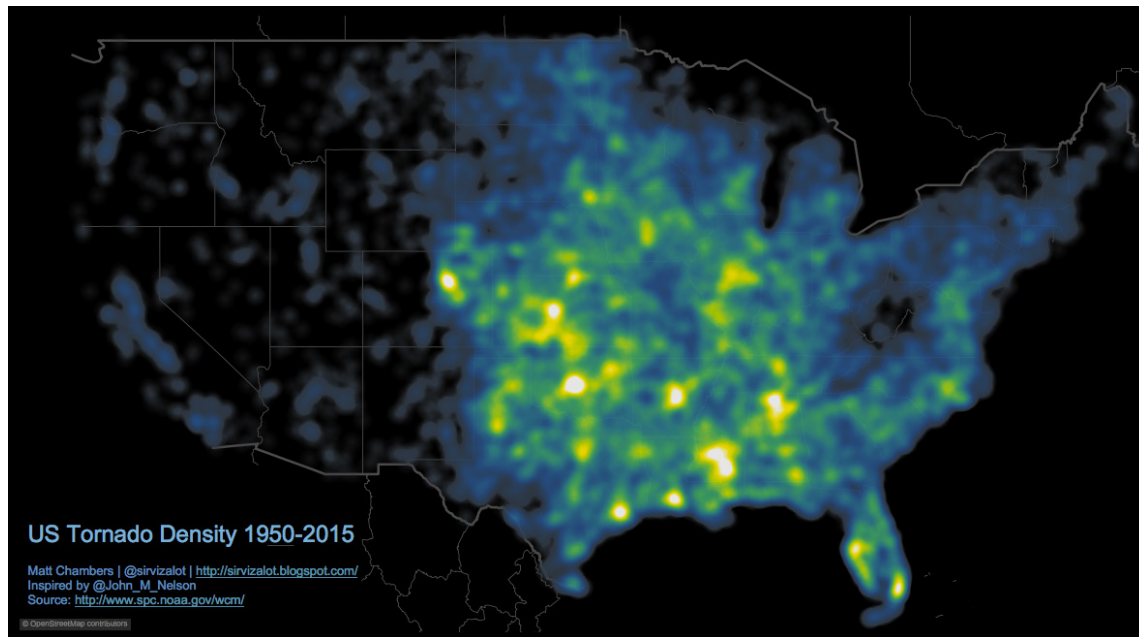 US Tornado Density 1950-2015
Matt Chambers | @sirvizalot | http://sirvizalot.blogspot.com/
Inspired by @John_M_Nelson
Source: http://www.spc.noaa.gov/wcm/
© OpenStreetMap contributors